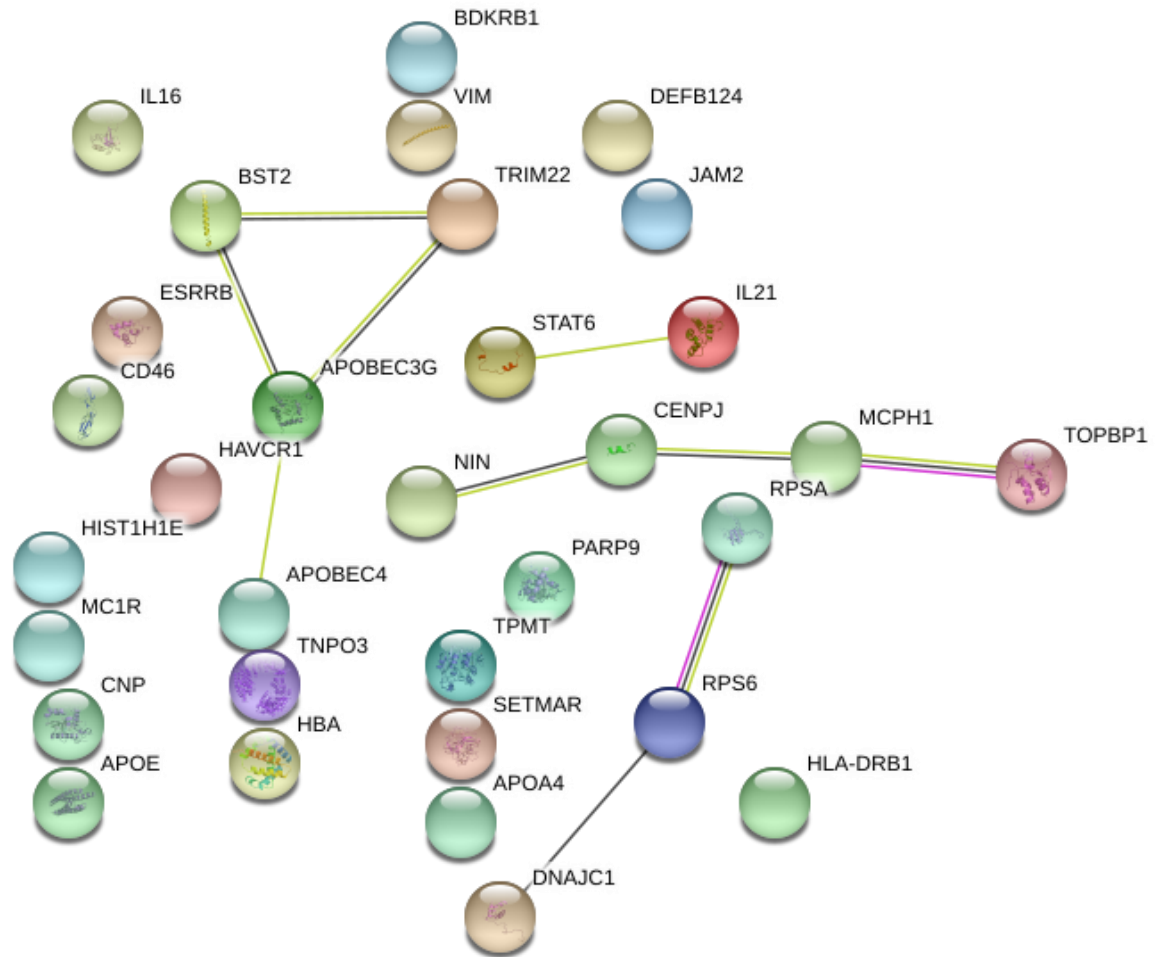 BDKRB1
IL16
VIM
DEFB124
BST2
TRIM22
JAM2
ESRRB
IL21
STAT6
CD46
APOBEC3G
CENPJ
MCPH1
TOPBP1
HAVCR1
NIN
RPSA
HIST1H1E
PARP9
APOBEC4
MC1R
TPMT
TNPO3
CNP
RPS6
SETMAR
HBA
APOE
HLA-DRB1
APOA4
DNAJC1